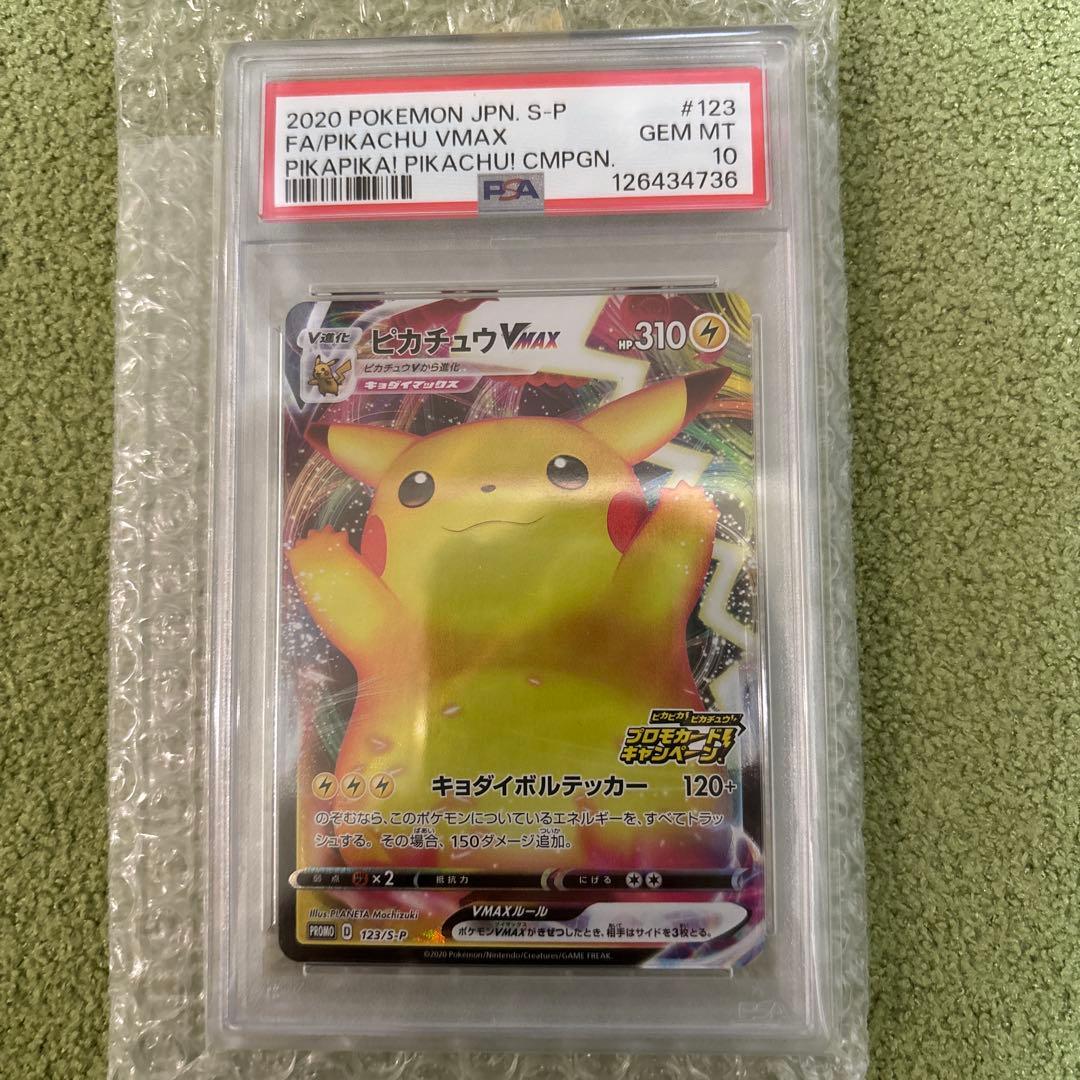 2020 POKEMON JPN. S-P #123
FA/PIKACHU VMAX GEM MT
PIKAPIKA! PIKACHU! CMPGN. 10
PSA 126434736
V進化 ピカチュウVMAX HP310
ピカチュウVから進化
キョダイマックス
ピカピカ! ピカチュウ!
プロモカード
キャンペーン!
キョダイボルテッカー 120+
のぞむなら、このポケモンについているエネルギーを、すべてトラッ
シュする。その場合、150ダメージ追加。
弱点 ×2 抵抗力 にげる
Illus. PLANETA Mochizuki
VMAXルール
PROMO D 123/S-P
ポケモンVMAXがきぜつしたとき、相手はサイドを3枚とる。
©2020 Pokémon/Nintendo/Creatures/GAME FREAK.
PSA